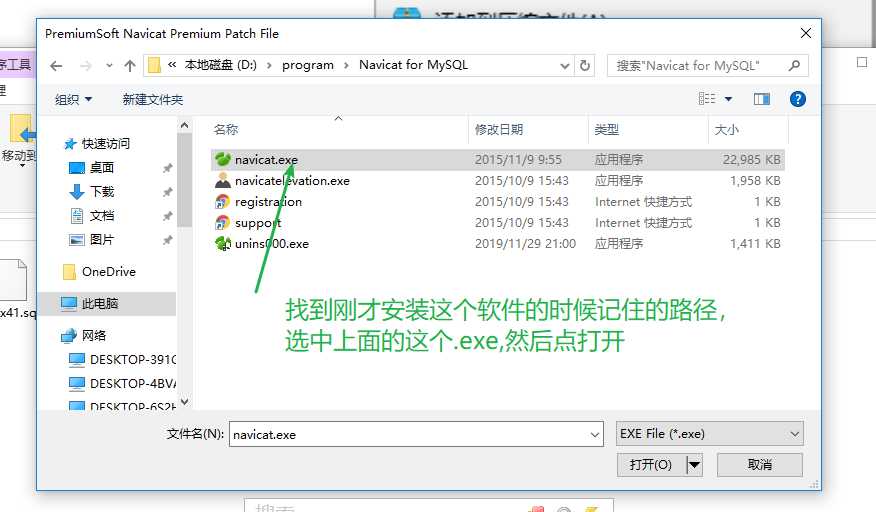 添加到压缩文件(A)
PremiumSoft Navicat Premium Patch File
序工具
理
« 本地磁盘 (D:) › program › Navicat for MySQL
搜索"Navicat for MySQL"
组织
新建文件夹
移动到
x41.sq
快速访问
桌面
下载
文档
图片
OneDrive
此电脑
网络
DESKTOP-391C
DESKTOP-4BVA
DESKTOP-6S2H
名称 修改日期 类型 大小
navicat.exe 2015/11/9 9:55 应用程序 22,985 KB
navicatelevation.exe 2015/10/9 15:43 应用程序 1,958 KB
registration 2015/10/9 15:43 Internet 快捷方式 1 KB
support 2015/10/9 15:43 Internet 快捷方式 1 KB
unins000.exe 2019/11/29 21:00 应用程序 1,411 KB
找到刚才安装这个软件的时候记住的路径，
选中上面的这个.exe,然后点打开
文件名(N): navicat.exe
EXE File (*.exe)
打开(O) 取消
搜索